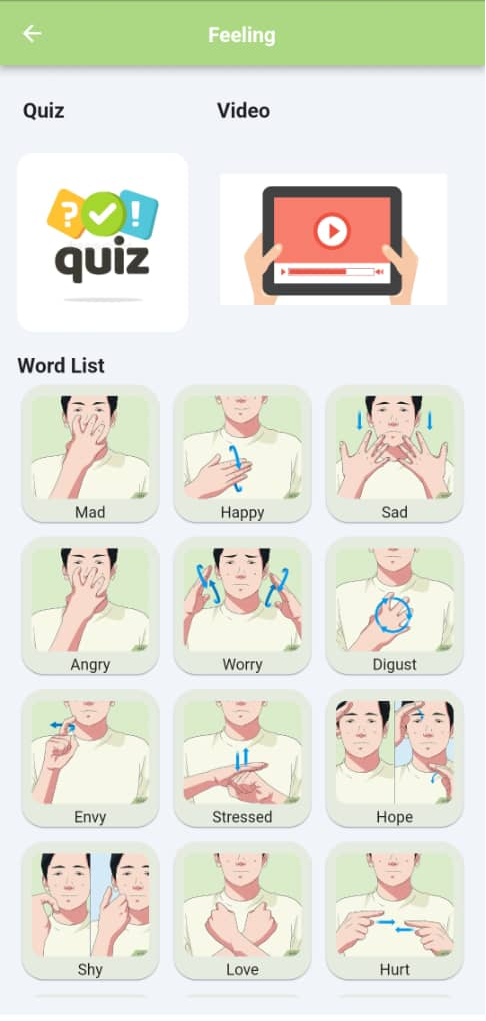 Feeling
Quiz Video
? !
quiz
Word List
Mad Happy Sad
Angry Worry Digust
Envy Stressed Hope
Shy Love Hurt